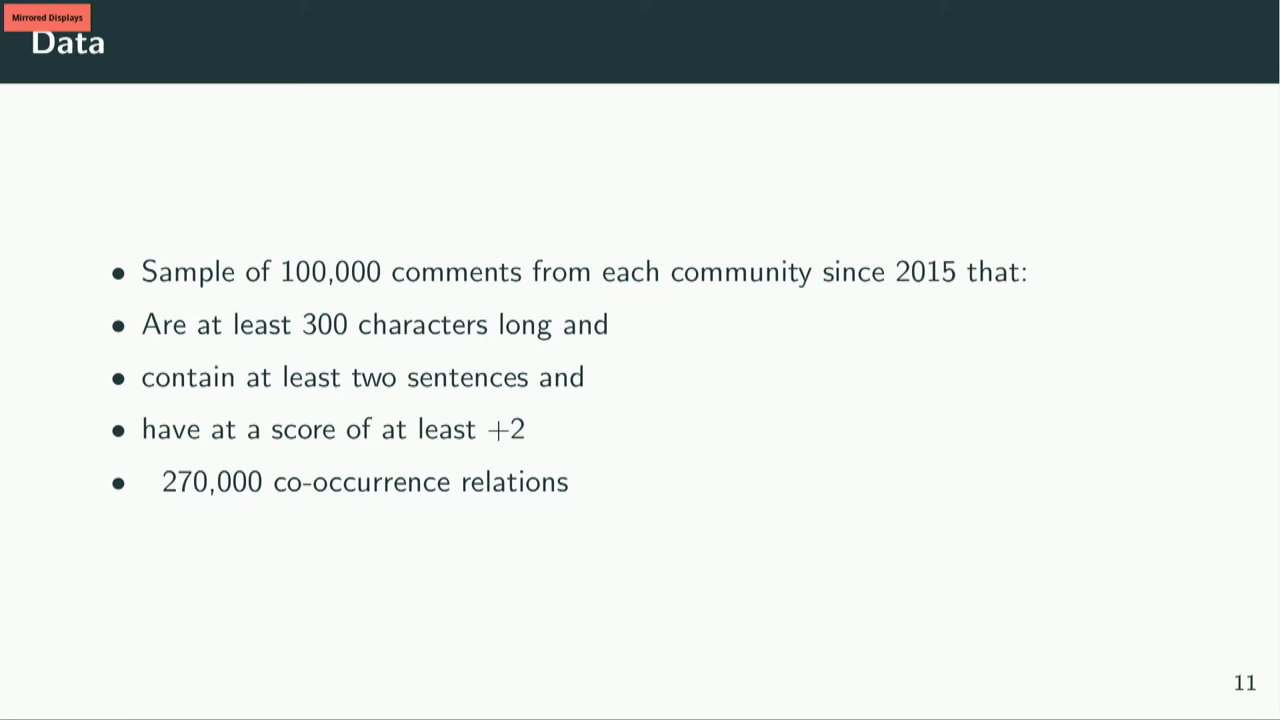 Mirrored Displays
Data
• Sample of 100,000 comments from each community since 2015 that:
• Are at least 300 characters long and
• contain at least two sentences and
• have at a score of at least +2
• 270,000 co-occurrence relations
11